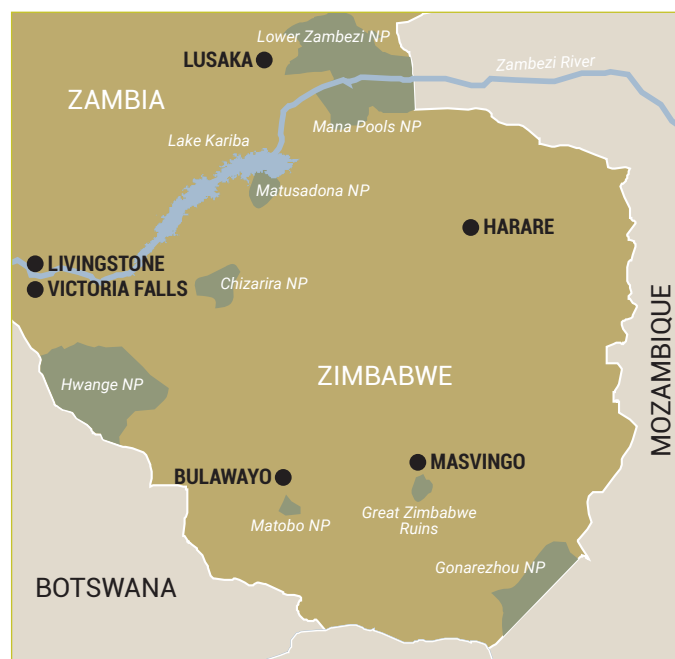 Lower Zambezi NP
LUSAKA
Zambezi River
ZAMBIA
Mana Pools NP
Lake Kariba
Matusadona NP
HARARE
LIVINGSTONE
VICTORIA FALLS
Chizarira NP
MOZAMBIQUE
ZIMBABWE
Hwange NP
MASVINGO
BULAWAYO
Great Zimbabwe
Ruins
Matobo NP
Gonarezhou NP
BOTSWANA